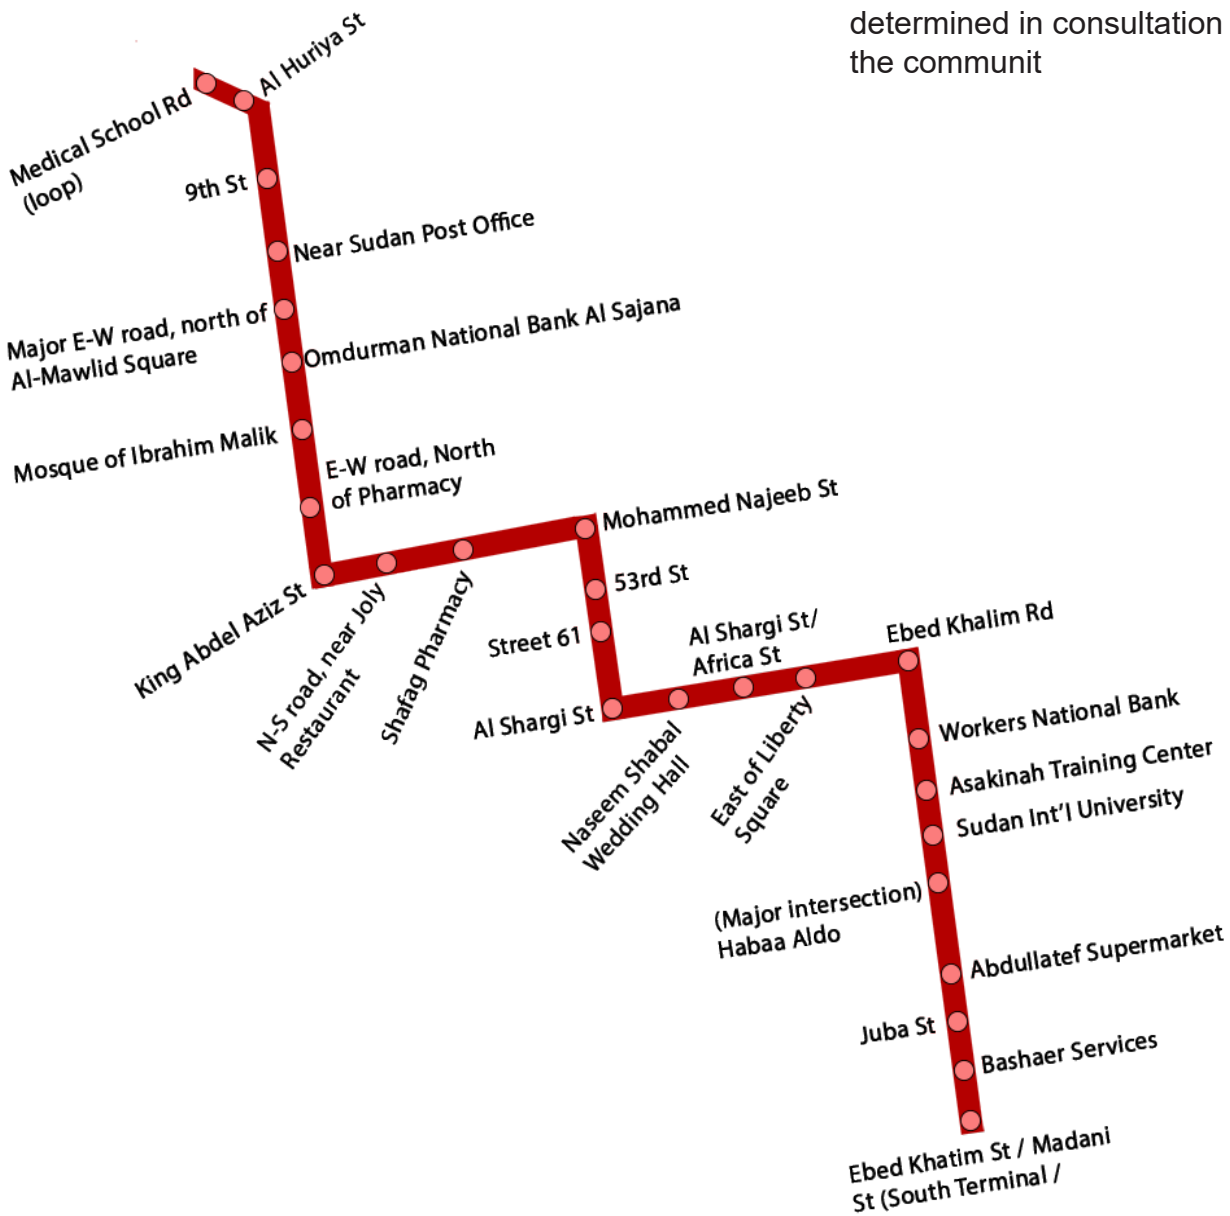 determined in consultation
the communit
Al Huriya St
Medical School Rd
(loop)
9th St
Near Sudan Post Office
Major E-W road, north of
Al-Mawlid Square
Omdurman National Bank Al Sajana
Mosque of Ibrahim Malik
E-W road, North
of Pharmacy
King Abdel Aziz St
N-S road, near Joly
Restaurant
Shafag Pharmacy
Mohammed Najeeb St
53rd St
Street 61
Al Shargi St
Naseem Shabal
Wedding Hall
Al Shargi St/
Africa St
East of Liberty
Square
Ebed Khalim Rd
Workers National Bank
Asakinah Training Center
Sudan Int'l University
(Major intersection)
Habaa Aldo
Abdullatef Supermarket
Juba St
Bashaer Services
Ebed Khatim St / Madani
St (South Terminal /